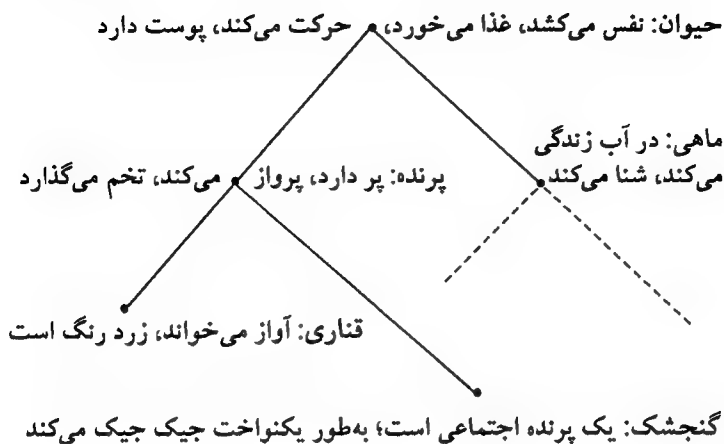 حیوان: نفس می‌کشد، غذا می‌خورد، حرکت می‌کند، پوست دارد
ماهی: در آب زندگی
می‌کند، شنا می‌کند
پرنده: پر دارد، پرواز می‌کند، تخم می‌گذارد
قناری: آواز می‌خواند، زرد رنگ است
گنجشک: یک پرنده اجتماعی است؛ به‌طور یکنواخت جیک جیک می‌کند